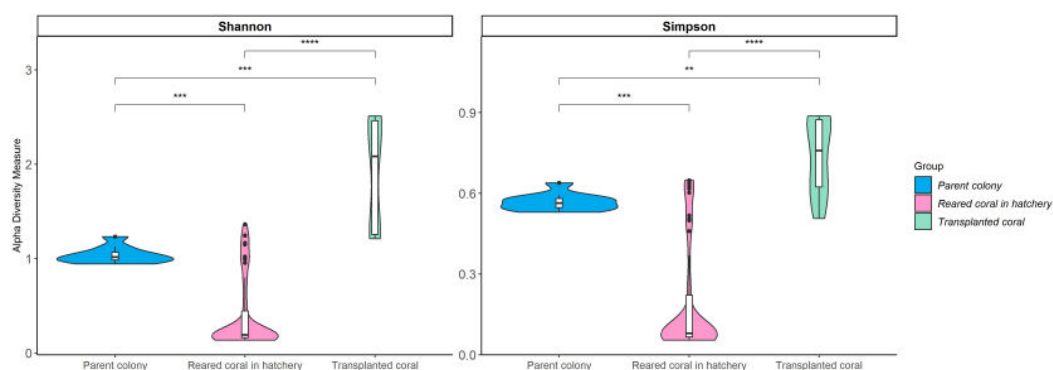 Shannon
Simpson
****
***
***
****
**
***
Alpha Diversity Measure
3
2
1
0
0.9
0.6
0.3
0.0
Parent colony
Reared coral in hatchery
Transplanted coral
Parent colony
Reared coral in hatchery
Transplanted coral
Group
Parent colony
Reared coral in hatchery
Transplanted coral